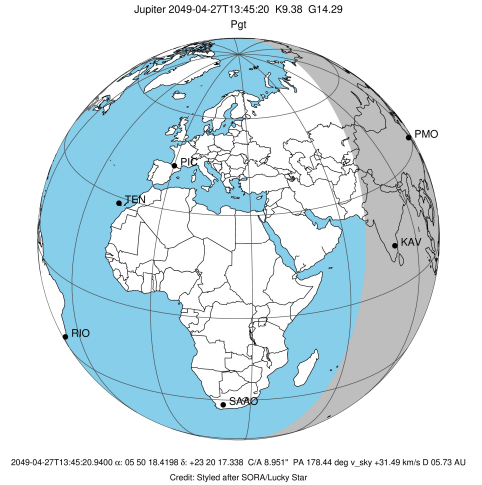 Jupiter 2049-04-27T13:45:20  K9.38  G14.29
Pgt
PMO
PIC
TEN
KAV
RIO
SAAO
2049-04-27T13:45:20.9400 α: 05 50 18.4198 δ: +23 20 17.338  C/A 8.951"  PA 178.44 deg v_sky +31.49 km/s D 05.73 AU
Credit: Styled after SORA/Lucky Star